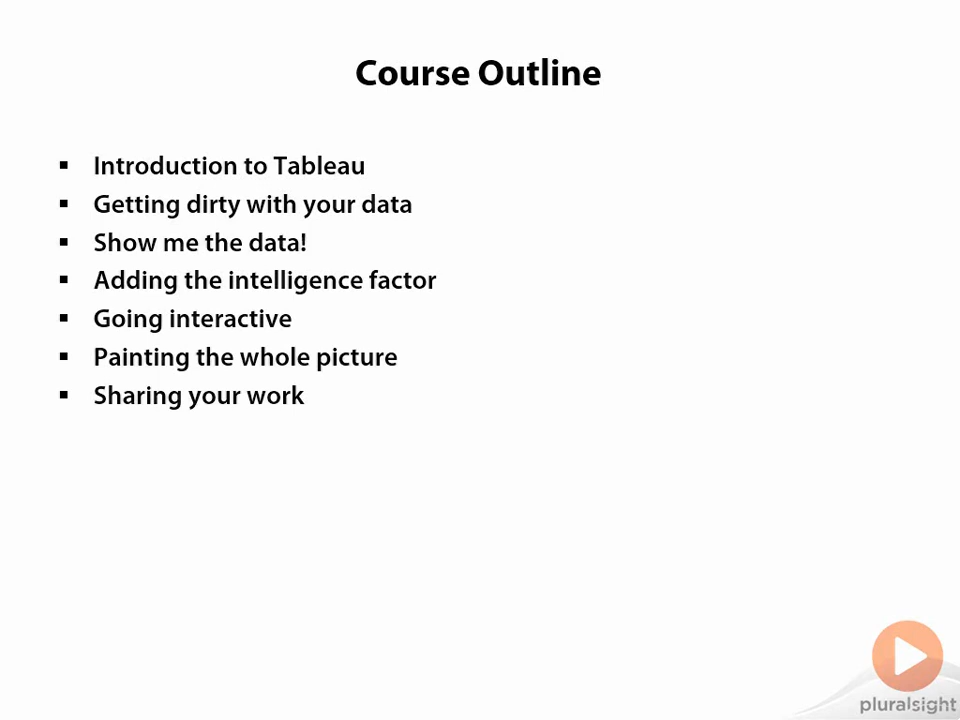 Course Outline
▪ Introduction to Tableau
▪ Getting dirty with your data
▪ Show me the data!
▪ Adding the intelligence factor
▪ Going interactive
▪ Painting the whole picture
▪ Sharing your work
pluralsight